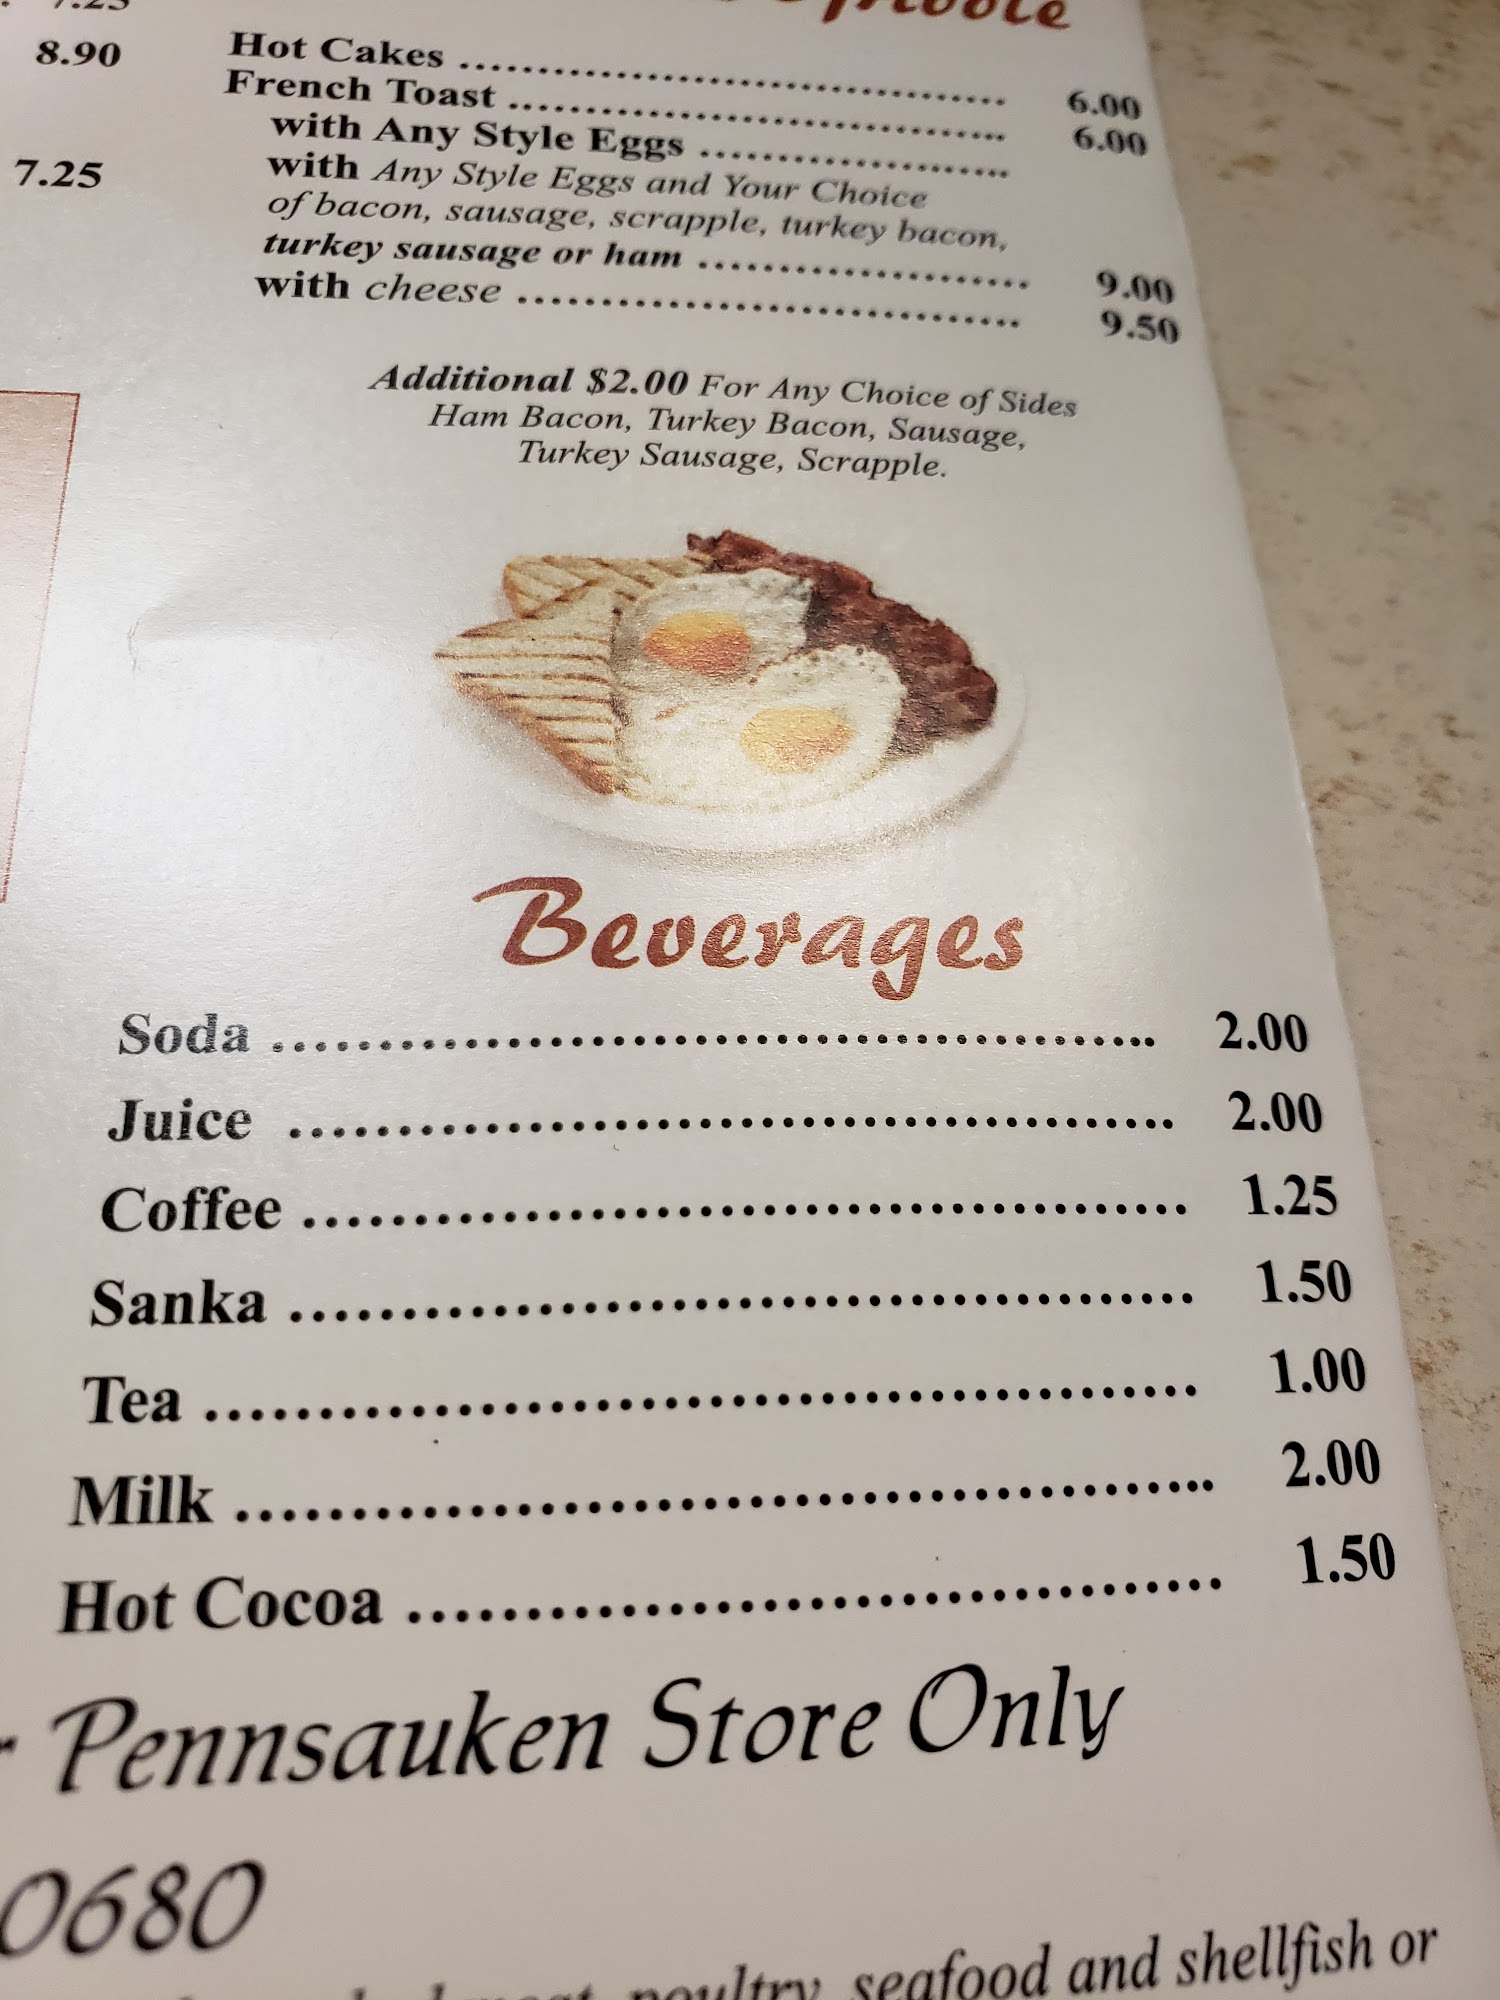 7.25
8.90
7.25
Hot Cakes ........................................ 6.00
French Toast .................................... 6.00
with Any Style Eggs ......................
with Any Style Eggs and Your Choice
of bacon, sausage, scrapple, turkey bacon,
turkey sausage or ham ........................ 9.00
with cheese .................................... 9.50
Additional $2.00 For Any Choice of Sides
Ham Bacon, Turkey Bacon, Sausage,
Turkey Sausage, Scrapple.
Beverages
Soda .................................................. 2.00
Juice .................................................. 2.00
Coffee ................................................ 1.25
Sanka ................................................ 1.50
Tea .................................................... 1.00
Milk .................................................. 2.00
Hot Cocoa .......................................... 1.50
Pennsauken Store Only
0680
poultry, seafood and shellfish or